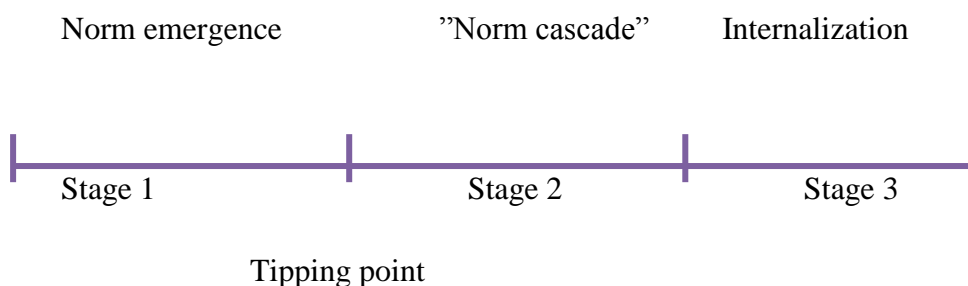 Norm emergence ”Norm cascade” Internalization
Stage 1 Stage 2 Stage 3
Tipping point